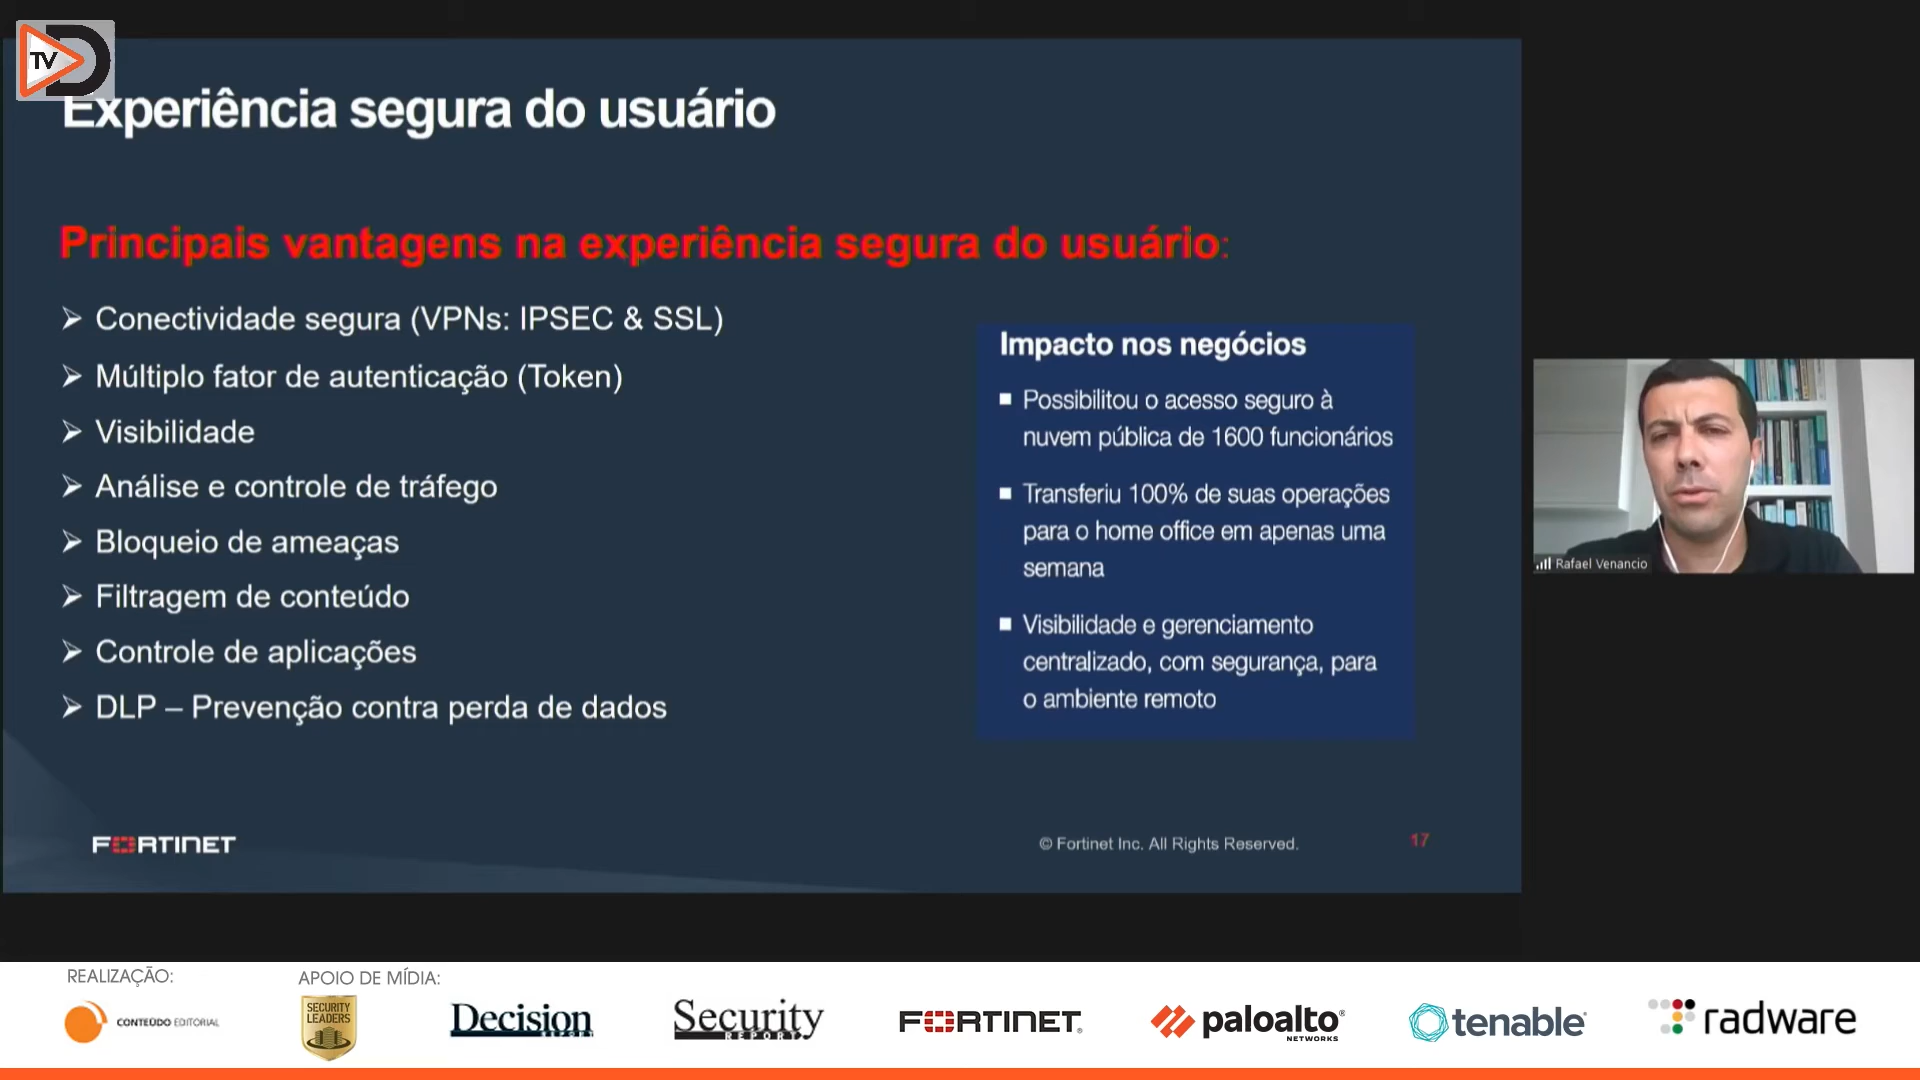 TV
Experiência segura do usuário
Principais vantagens na experiência segura do usuário:
➢ Conectividade segura (VPNs: IPSEC & SSL)
➢ Múltiplo fator de autenticação (Token)
➢ Visibilidade
➢ Análise e controle de tráfego
➢ Bloqueio de ameaças
➢ Filtragem de conteúdo
➢ Controle de aplicações
➢ DLP – Prevenção contra perda de dados
Impacto nos negócios
▪ Possibilitou o acesso seguro à
nuvem pública de 1600 funcionários
▪ Transferiu 100% de suas operações
para o home office em apenas uma
semana
▪ Visibilidade e gerenciamento
centralizado, com segurança, para
o ambiente remoto
Rafael Venancio
FORTINET
© Fortinet Inc. All Rights Reserved.
17
REALIZAÇÃO:
CONTEÚDO EDITORIAL
APOIO DE MÍDIA:
SECURITY
LEADERS
Decision
REPORT
Security
REPORT
FORTINET®
paloalto®
NETWORKS
tenable®
radware